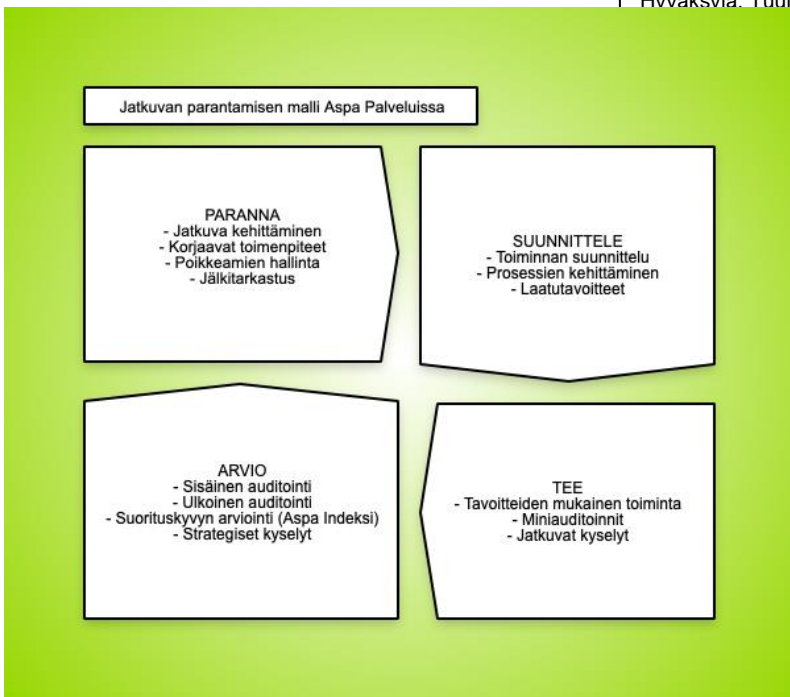 Jatkuvan parantamisen malli Aspa Palveluissa
PARANNA
- Jatkuva kehittäminen
- Korjaavat toimenpiteet
- Poikkeamien hallinta
- Jälkitarkastus
SUUNNITTELE
- Toiminnan suunnittelu
- Prosessien kehittäminen
- Laatutavoitteet
ARVIO
- Sisäinen auditointi
- Ulkoinen auditointi
- Suorituskyvyn arviointi (Aspa Indeksi)
- Strategiset kyselyt
TEE
- Tavoitteiden mukainen toiminta
- Miniauditoinnit
- Jatkuvat kyselyt